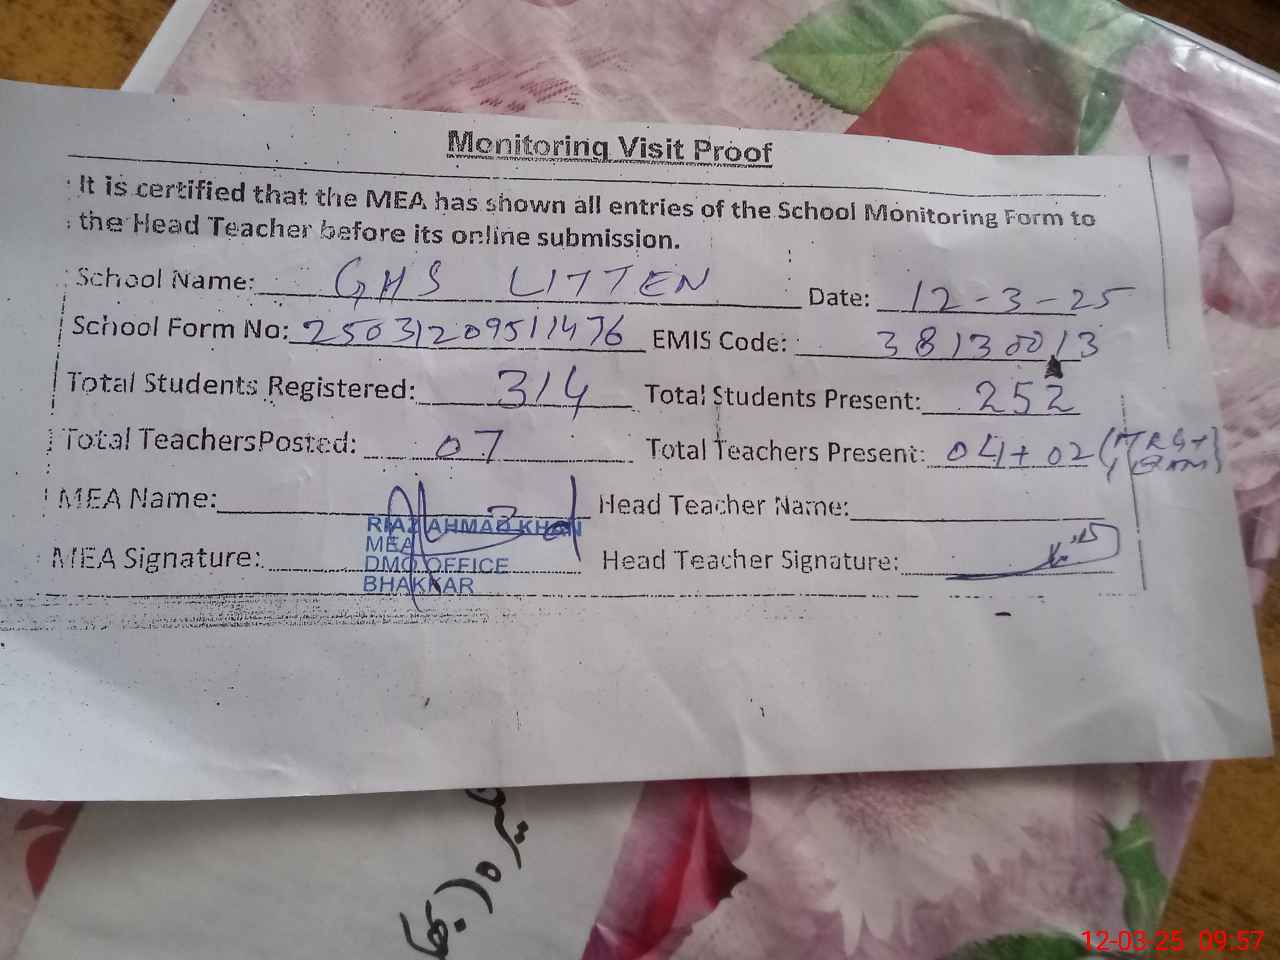 Monitoring Visit Proof
It is certified that the MEA has shown all entries of the School Monitoring Form to
the Head Teacher before its online submission.
School Name: GHS LITTEN Date: 12-3-25
School Form No: 25031209511476 EMIS Code: 38130013
Total Students Registered: 314 Total Students Present: 252
Total Teachers Posted: 07 Total Teachers Present: 04+02
MEA Name: Head Teacher Name:
RIAZ AHMAD KHAN
MEA
MEA Signature: Head Teacher Signature:
DMO OFFICE
BHAKKAR
12-03-25 09:57